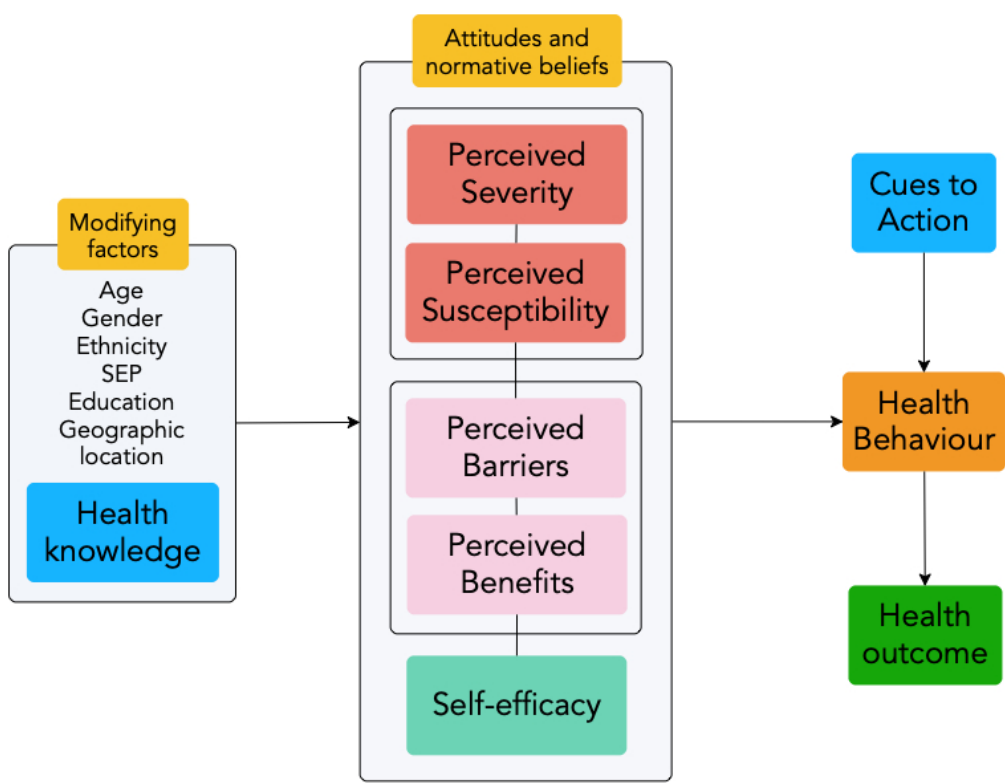 Modifying
factors
Age
Gender
Ethnicity
SEP
Education
Geographic
location
Health
knowledge
Attitudes and
normative beliefs
Perceived
Severity
Perceived
Susceptibility
Perceived
Barriers
Perceived
Benefits
Self-efficacy
Cues to
Action
Health
Behaviour
Health
outcome